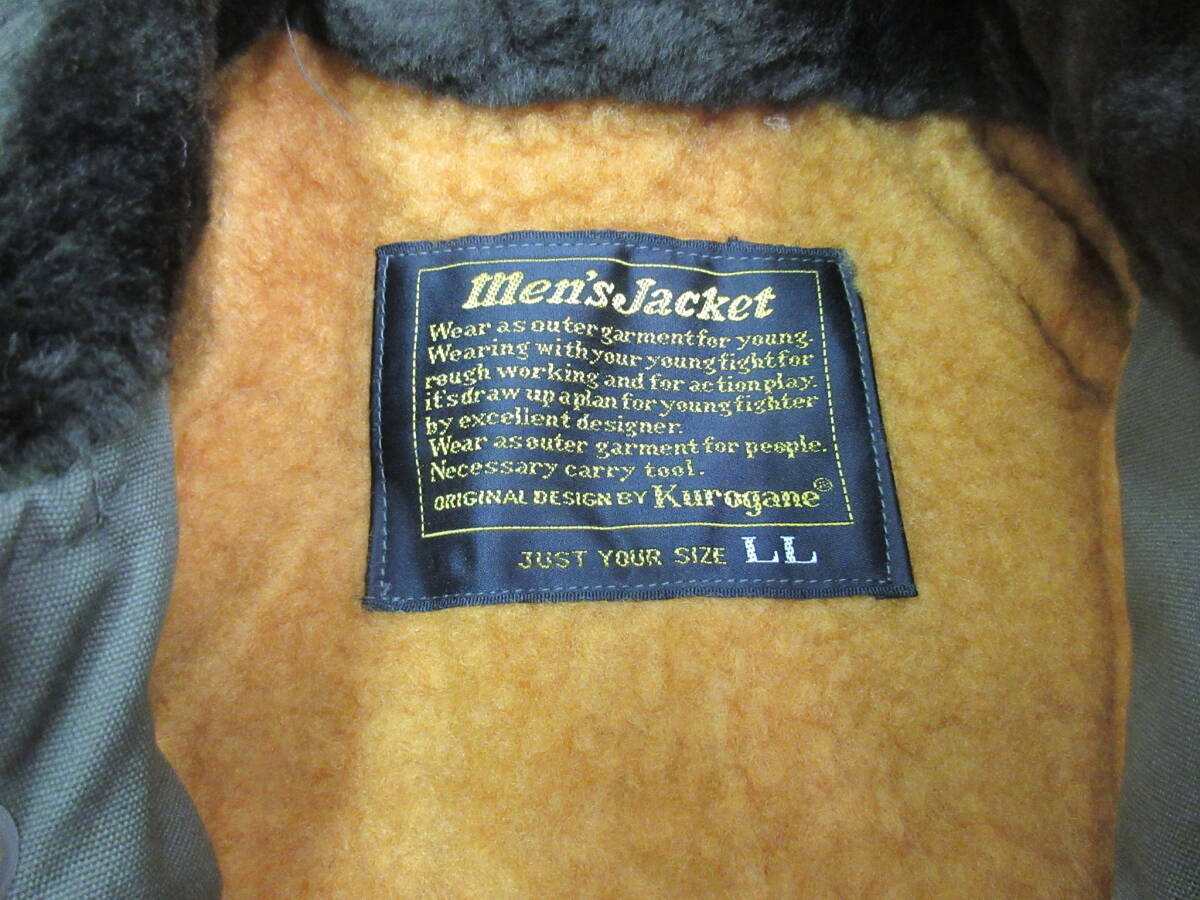 Men's Jacket
Wear as outer garment for young.
Wearing with your young fight for
rough working and for action play.
it's draw up a plan for young fighter
by excellent designer.
Wear as outer garment for people.
Necessary carry tool.
ORIGINAL DESIGN BY Kurogane®
JUST YOUR SIZE LL